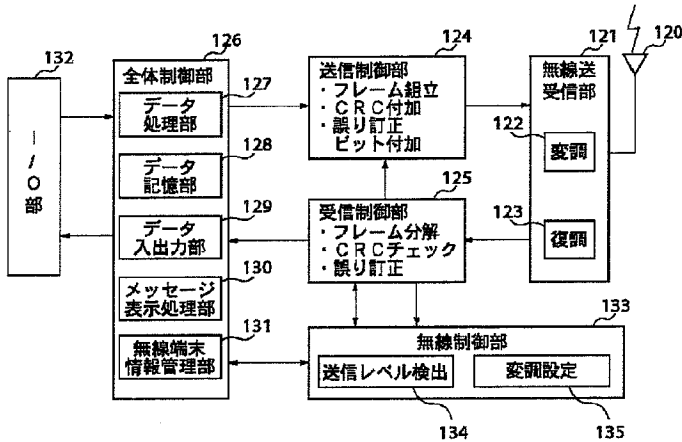 132
I/O部
126
全体制御部
127
データ
処理部
128
データ
記憶部
129
データ
入出力部
130
メッセージ
表示処理部
131
無線端末
情報管理部
124
送信制御部
・フレーム組立
・CRC付加
・誤り訂正
ビット付加
125
受信制御部
・フレーム分解
・CRCチェック
・誤り訂正
121
無線送
受信部
122
変調
123
復調
120
133
無線制御部
送信レベル検出
134
変調設定
135